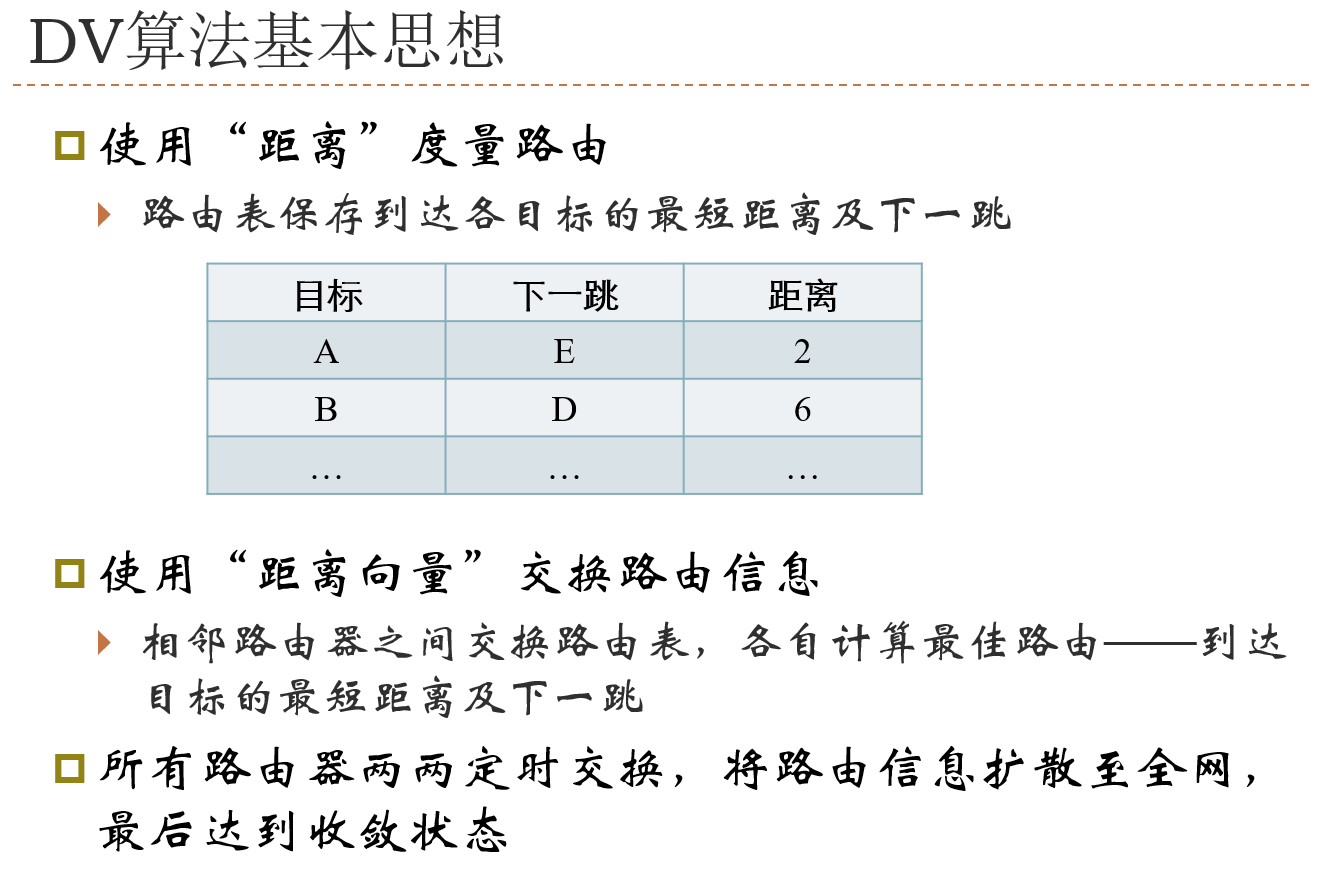 DV算法基本思想
使用“距离”度量路由
路由表保存到达各目标的最短距离及下一跳
目标 下一跳 距离
A E 2
B D 6
… … …
使用“距离向量”交换路由信息
相邻路由器之间交换路由表，各自计算最佳路由——到达
目标的最短距离及下一跳
所有路由器两两定时交换，将路由信息扩散至全网，
最后达到收敛状态